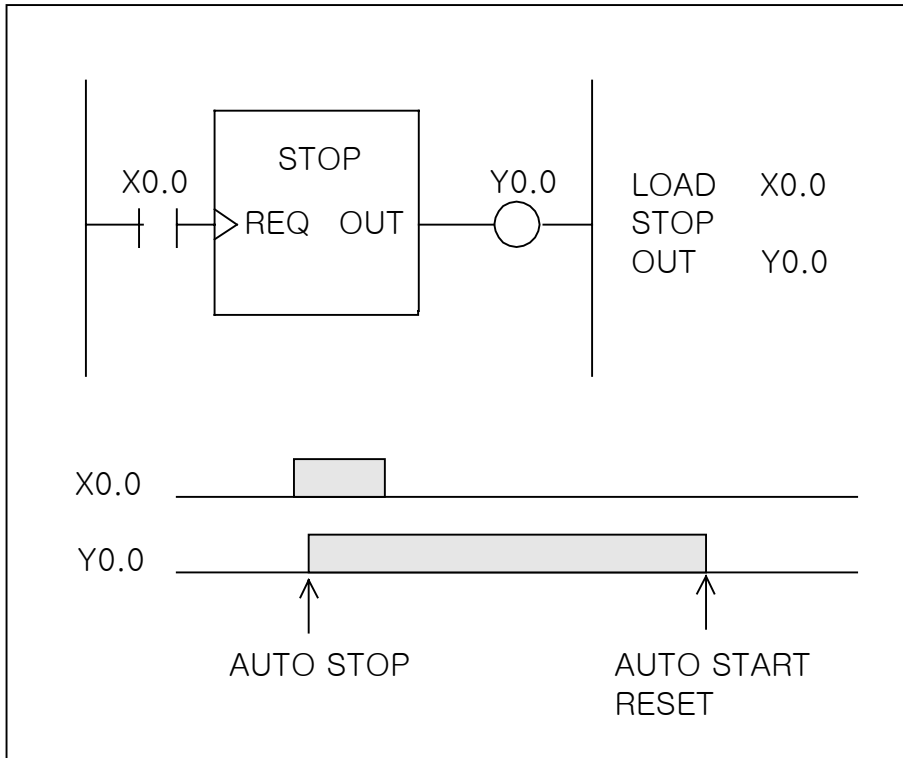 STOP
X0.0
Y0.0
REQ OUT
LOAD X0.0
STOP
OUT Y0.0
X0.0
Y0.0
AUTO STOP
AUTO START
RESET